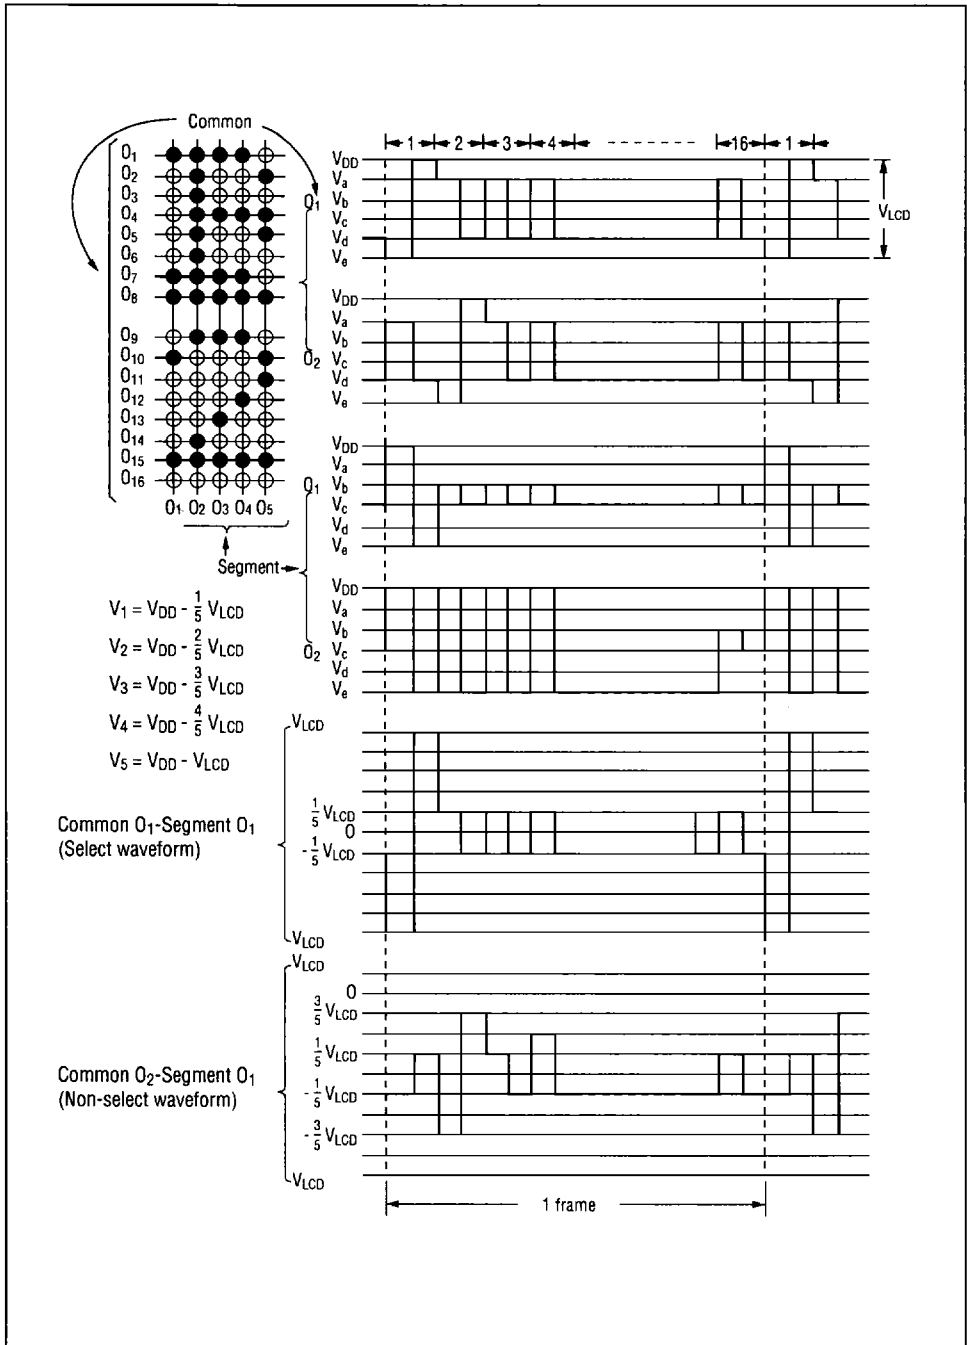 Common
O1
O2
O3
O4
O5
O6
O7
O8
O9
O10
O11
O12
O13
O14
O15
O16
O1 O2 O3 O4 O5
Segment
V1 = VDD - 1/5 VLCD
V2 = VDD - 2/5 VLCD
V3 = VDD - 3/5 VLCD
V4 = VDD - 4/5 VLCD
V5 = VDD - VLCD
1 2 3 4 16 1
O1
VDD
Va
Vb
Vc
Vd
Ve
VLCD
O2
VDD
Va
Vb
Vc
Vd
Ve
O1
VDD
Va
Vb
Vc
Vd
Ve
O2
VDD
Va
Vb
Vc
Vd
Ve
Common O1-Segment O1
(Select waveform)
VLCD
1/5 VLCD
0
- 1/5 VLCD
-VLCD
Common O2-Segment O1
(Non-select waveform)
VLCD
0
3/5 VLCD
1/5 VLCD
- 1/5 VLCD
- 3/5 VLCD
VLCD
1 frame